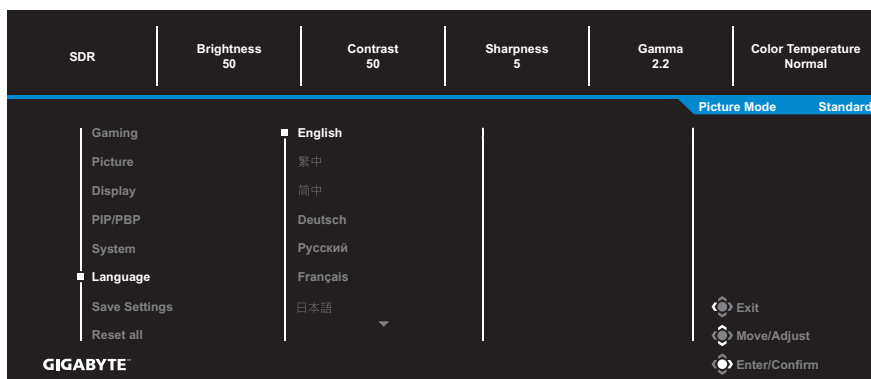 SDR
Brightness
50
Contrast
50
Sharpness
5
Gamma
2.2
Color Temperature
Normal
Picture Mode Standard
Gaming
Picture
Display
PIP/PBP
System
Language
Save Settings
Reset all
English
繁中
简中
Deutsch
Русский
Français
日本語
Exit
Move/Adjust
Enter/Confirm
GIGABYTE™